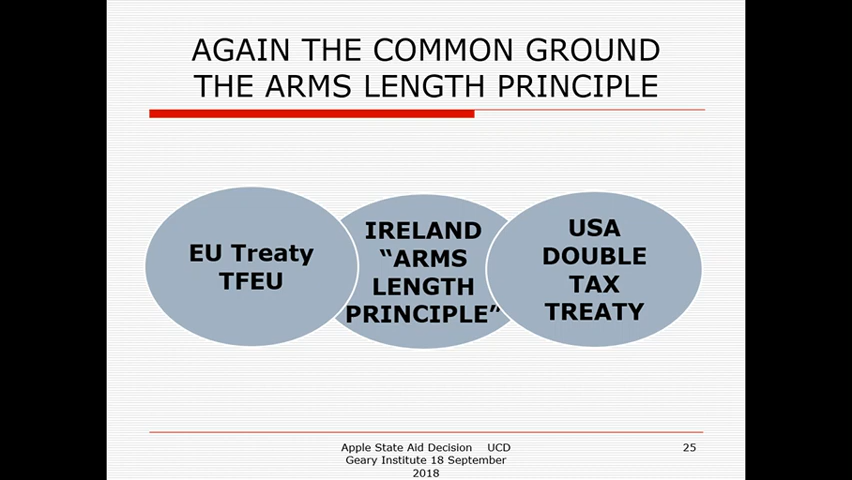 AGAIN THE COMMON GROUND
THE ARMS LENGTH PRINCIPLE
EU Treaty
TFEU
IRELAND
“ARMS
LENGTH
PRINCIPLE”
USA
DOUBLE
TAX
TREATY
Apple State Aid Decision UCD
Geary Institute 18 September
2018
25